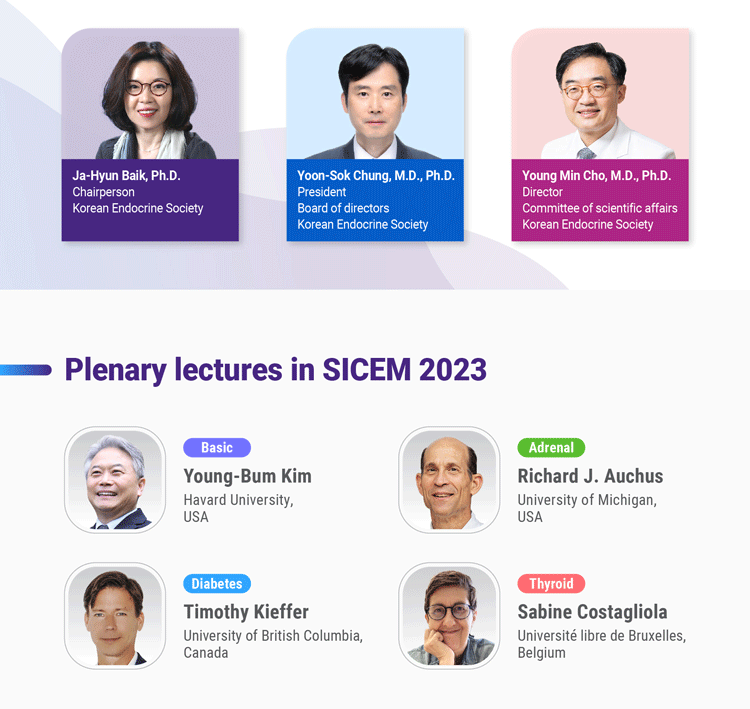 Ja-Hyun Baik, Ph.D.
Chairperson
Korean Endocrine Society
Yoon-Sok Chung, M.D., Ph.D.
President
Board of directors
Korean Endocrine Society
Young Min Cho, M.D., Ph.D.
Director
Committee of scientific affairs
Korean Endocrine Society
Plenary lectures in SICEM 2023
Basic
Young-Bum Kim
Havard University,
USA
Adrenal
Richard J. Auchus
University of Michigan,
USA
Diabetes
Timothy Kieffer
University of British Columbia,
Canada
Thyroid
Sabine Costagliola
Université libre de Bruxelles,
Belgium